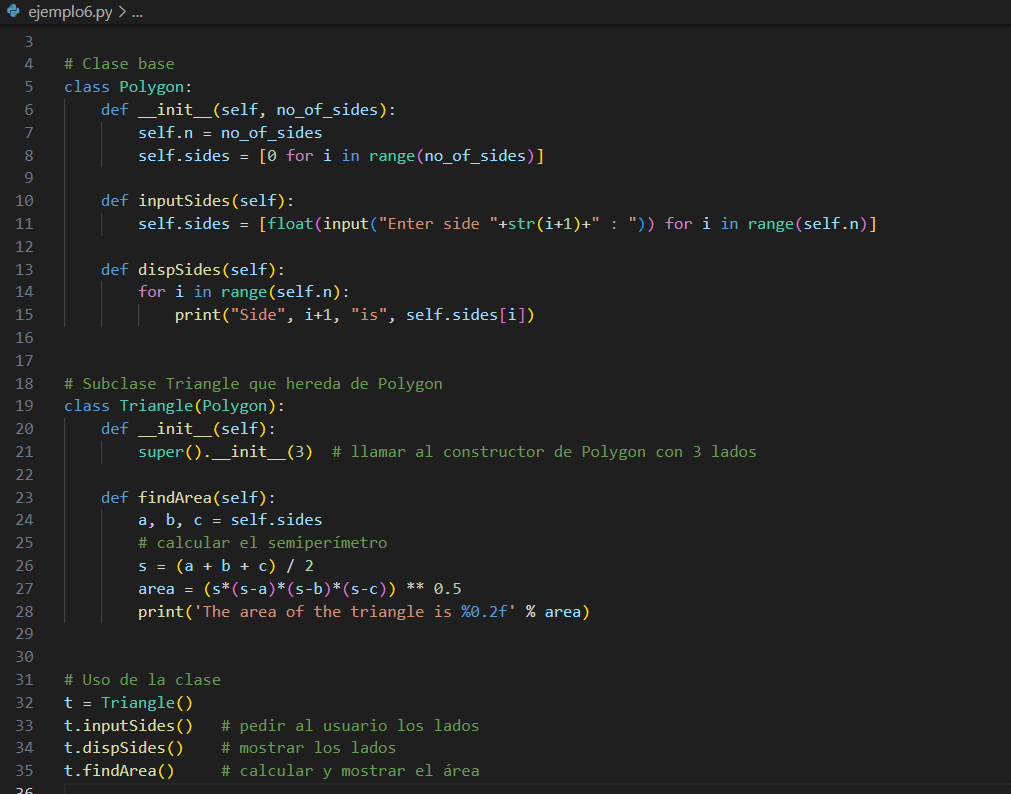 ejemplo6.py > ...
3
4 # Clase base
5 class Polygon:
6     def __init__(self, no_of_sides):
7         self.n = no_of_sides
8         self.sides = [0 for i in range(no_of_sides)]
9
10     def inputSides(self):
11         self.sides = [float(input("Enter side "+str(i+1)+" : ")) for i in range(self.n)]
12
13     def dispSides(self):
14         for i in range(self.n):
15             print("Side", i+1, "is", self.sides[i])
16
17
18 # Subclase Triangle que hereda de Polygon
19 class Triangle(Polygon):
20     def __init__(self):
21         super().__init__(3)  # llamar al constructor de Polygon con 3 lados
22
23     def findArea(self):
24         a, b, c = self.sides
25         # calcular el semiperímetro
26         s = (a + b + c) / 2
27         area = (s*(s-a)*(s-b)*(s-c)) ** 0.5
28         print('The area of the triangle is %0.2f' % area)
29
30
31 # Uso de la clase
32 t = Triangle()
33 t.inputSides()   # pedir al usuario los lados
34 t.dispSides()    # mostrar los lados
35 t.findArea()     # calcular y mostrar el área
36